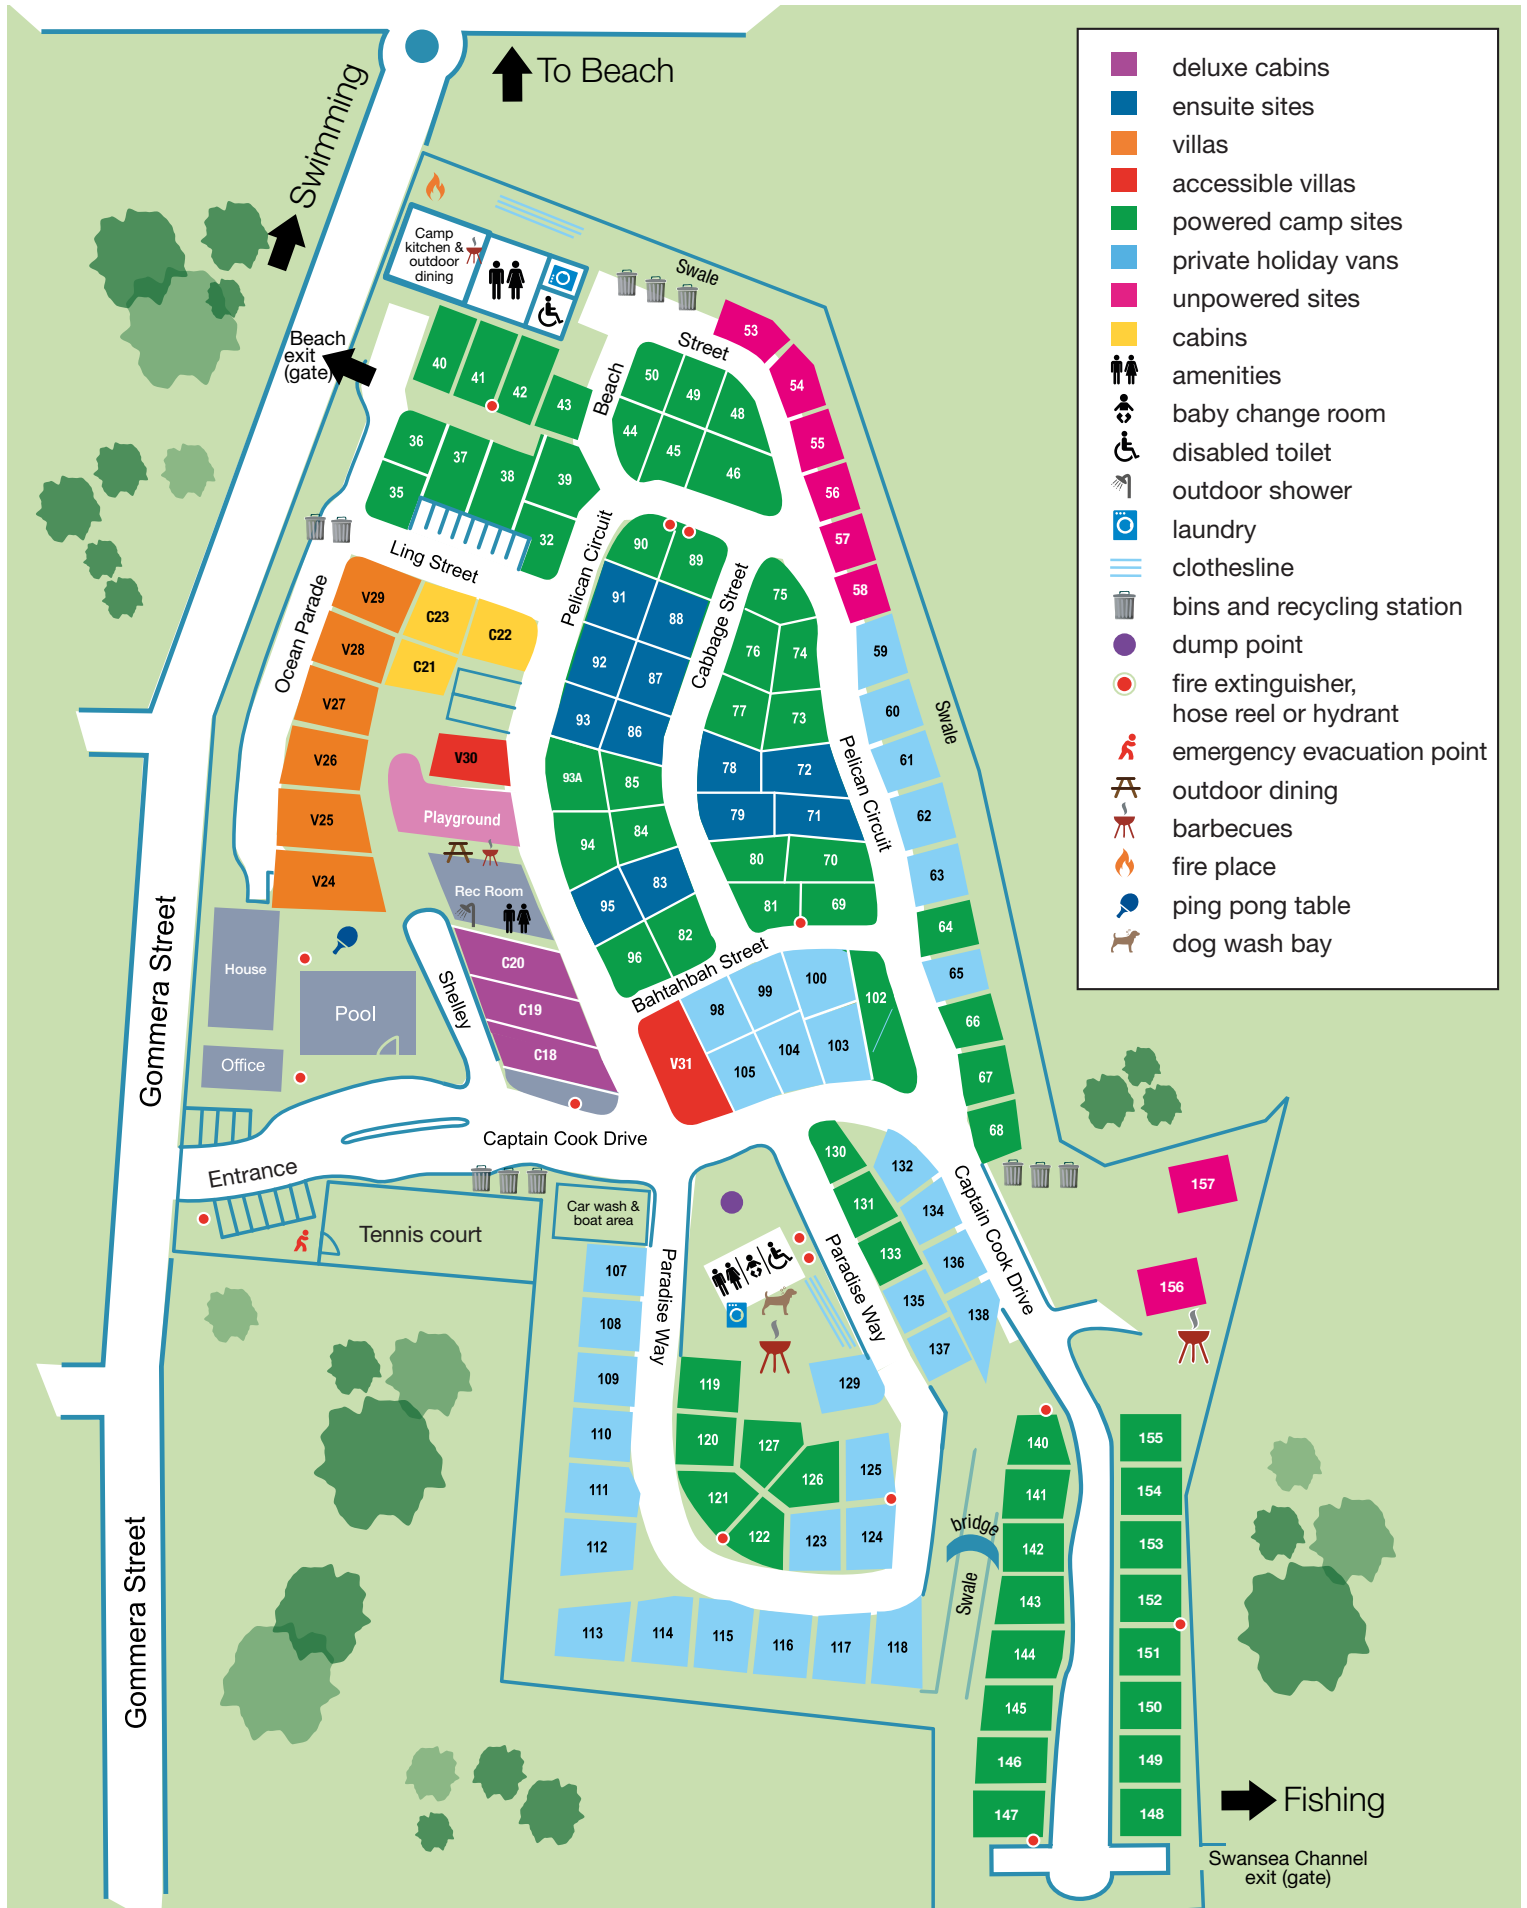 To Beach
Swimming
Camp
kitchen &
outdoor
dining
Swale
Beach
exit
(gate)
Beach
Street
53
54
55
56
57
58
40
41
42
43
50
49
48
44
45
46
36
37
38
39
35
32
Ling Street
Pelican Circuit
Ocean Parade
Cabbage Street
90
89
91
88
92
87
93
86
93A
85
94
84
95
83
96
82
75
76
74
77
73
78
72
79
71
80
70
81
69
Pelican Circuit
Swale
59
60
61
62
63
64
65
66
67
68
V29
V28
V27
V26
V25
V24
C23
C22
C21
V30
Playground
Rec Room
C20
C19
C18
House
Pool
Office
Shelley
Gommera Street
Bahtahbah Street
V31
98
99
100
102
105
104
103
Captain Cook Drive
Entrance
Tennis court
Car wash &
boat area
Paradise Way
Paradise Way
Captain Cook Drive
130
131
133
132
134
136
138
135
137
157
156
107
108
109
110
111
112
113
114
115
116
117
118
119
120
121
122
127
126
125
123
124
129
bridge
Swale
140
141
142
143
144
145
146
147
155
154
153
152
151
150
149
148
Gommera Street
Fishing
Swansea Channel
exit (gate)
deluxe cabins
ensuite sites
villas
accessible villas
powered camp sites
private holiday vans
unpowered sites
cabins
amenities
baby change room
disabled toilet
outdoor shower
laundry
clothesline
bins and recycling station
dump point
fire extinguisher,
hose reel or hydrant
emergency evacuation point
outdoor dining
barbecues
fire place
ping pong table
dog wash bay